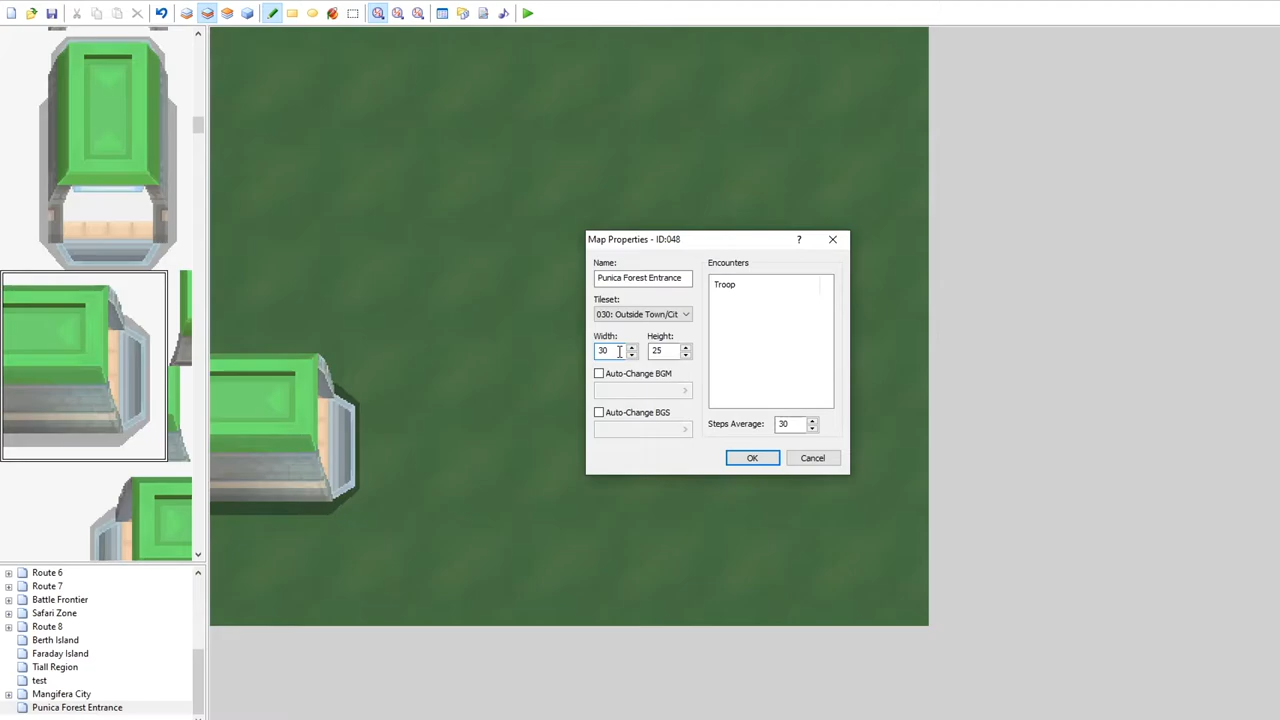 Map Properties - ID:048
?
Name:
Encounters
Punica Forest Entrance
Troop
Tileset:
030: Outside Town/Cit
Width:
Height:
30
25
Auto-Change BGM
Auto-Change BGS
Steps Average:
30
OK
Cancel
Route 6
Route 7
Battle Frontier
Safari Zone
Route 8
Berth Island
Faraday Island
Tiall Region
test
Mangifera City
Punica Forest Entrance